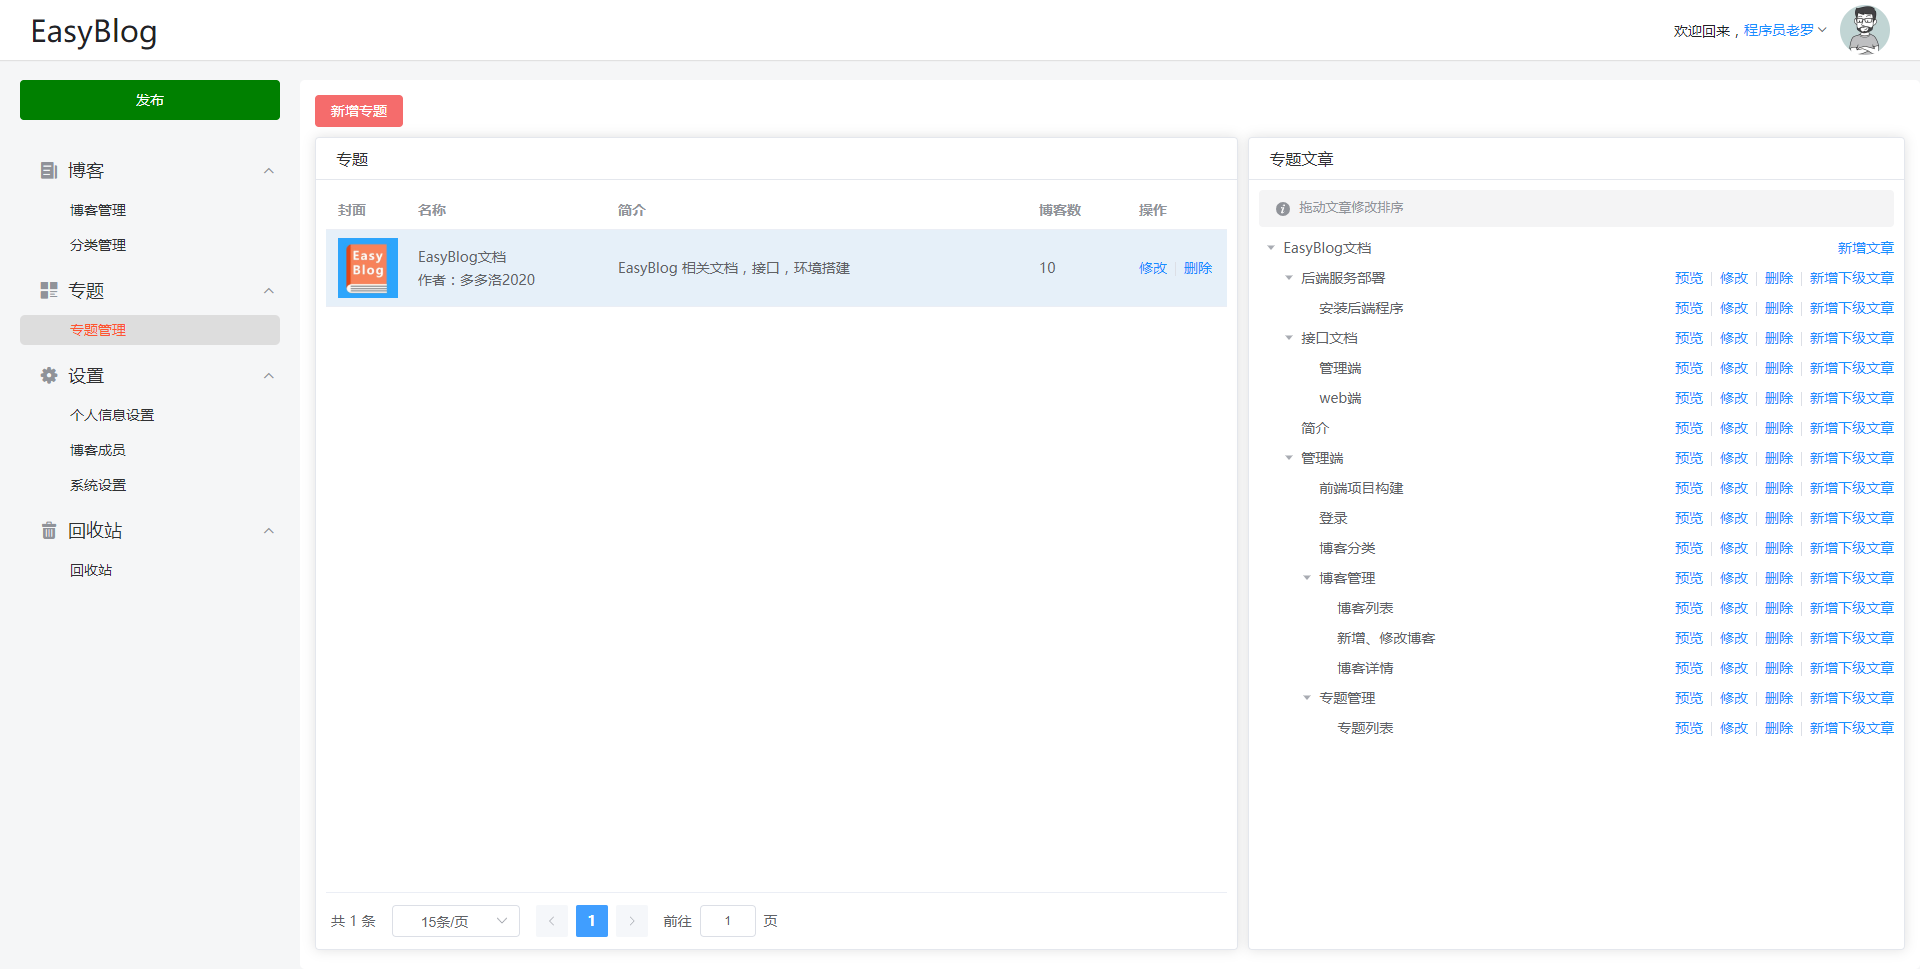 EasyBlog
欢迎回来，程序员老罗
发布
博客
博客管理
分类管理
专题
专题管理
设置
个人信息设置
博客成员
系统设置
回收站
回收站
新增专题
专题
封面 名称 简介 博客数 操作
Easy
Blog
EasyBlog文档
作者：多多洛2020
EasyBlog 相关文档，接口，环境搭建
10
修改 删除
共 1 条 15条/页 1 前往 1 页
专题文章
拖动文章修改排序
EasyBlog文档 新增文章
后端服务部署 预览 修改 删除 新增下级文章
安装后端程序 预览 修改 删除 新增下级文章
接口文档 预览 修改 删除 新增下级文章
管理端 预览 修改 删除 新增下级文章
web端 预览 修改 删除 新增下级文章
简介 预览 修改 删除 新增下级文章
管理端 预览 修改 删除 新增下级文章
前端项目构建 预览 修改 删除 新增下级文章
登录 预览 修改 删除 新增下级文章
博客分类 预览 修改 删除 新增下级文章
博客管理 预览 修改 删除 新增下级文章
博客列表 预览 修改 删除 新增下级文章
新增、修改博客 预览 修改 删除 新增下级文章
博客详情 预览 修改 删除 新增下级文章
专题管理 预览 修改 删除 新增下级文章
专题列表 预览 修改 删除 新增下级文章